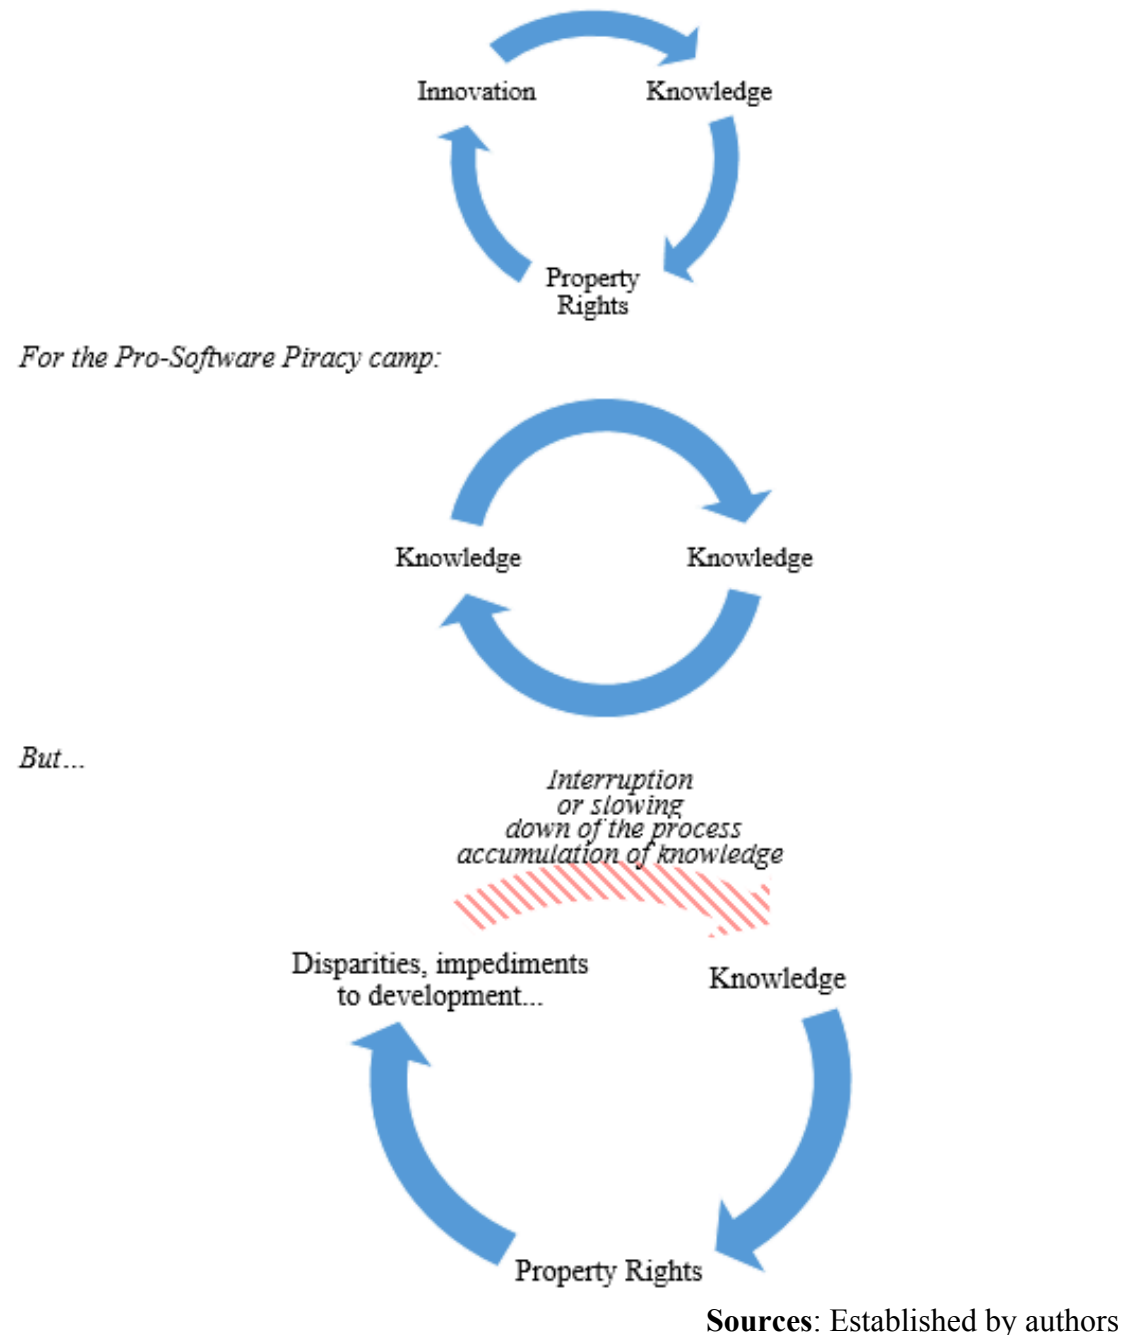 Innovation
Knowledge
Property
Rights
For the Pro-Software Piracy camp:
Knowledge
Knowledge
But...
Interruption
or slowing
down of the process
accumulation of knowledge
Disparities, impediments
to development...
Knowledge
Property Rights
Sources: Established by authors